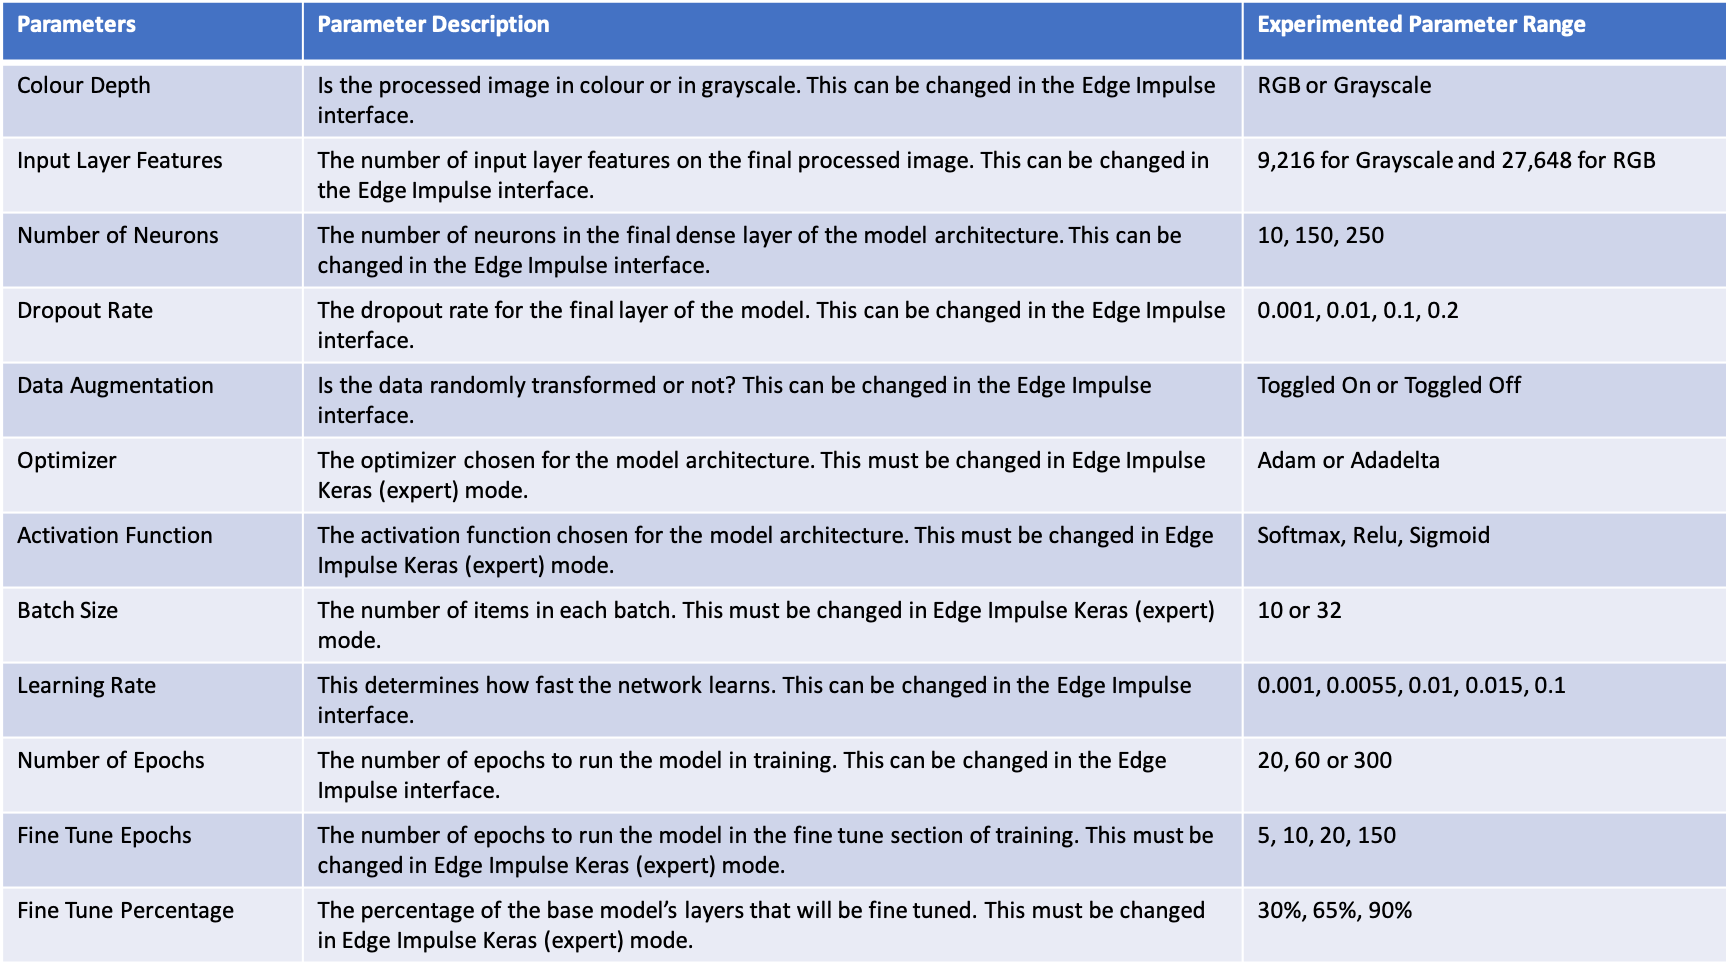 Parameters
Parameter Description
Experimented Parameter Range
Colour Depth
Is the processed image in colour or in grayscale. This can be changed in the Edge Impulse
interface.
RGB or Grayscale
Input Layer Features
The number of input layer features on the final processed image. This can be changed in
the Edge Impulse interface.
9,216 for Grayscale and 27,648 for RGB
Number of Neurons
The number of neurons in the final dense layer of the model architecture. This can be
changed in the Edge Impulse interface.
10, 150, 250
Dropout Rate
The dropout rate for the final layer of the model. This can be changed in the Edge Impulse
interface.
0.001, 0.01, 0.1, 0.2
Data Augmentation
Is the data randomly transformed or not? This can be changed in the Edge Impulse
interface.
Toggled On or Toggled Off
Optimizer
The optimizer chosen for the model architecture. This must be changed in Edge Impulse
Keras (expert) mode.
Adam or Adadelta
Activation Function
The activation function chosen for the model architecture. This must be changed in Edge
Impulse Keras (expert) mode.
Softmax, Relu, Sigmoid
Batch Size
The number of items in each batch. This must be changed in Edge Impulse Keras (expert)
mode.
10 or 32
Learning Rate
This determines how fast the network learns. This can be changed in the Edge Impulse
interface.
0.001, 0.0055, 0.01, 0.015, 0.1
Number of Epochs
The number of epochs to run the model in training. This can be changed in the Edge
Impulse interface.
20, 60 or 300
Fine Tune Epochs
The number of epochs to run the model in the fine tune section of training. This must be
changed in Edge Impulse Keras (expert) mode.
5, 10, 20, 150
Fine Tune Percentage
The percentage of the base model’s layers that will be fine tuned. This must be changed
in Edge Impulse Keras (expert) mode.
30%, 65%, 90%